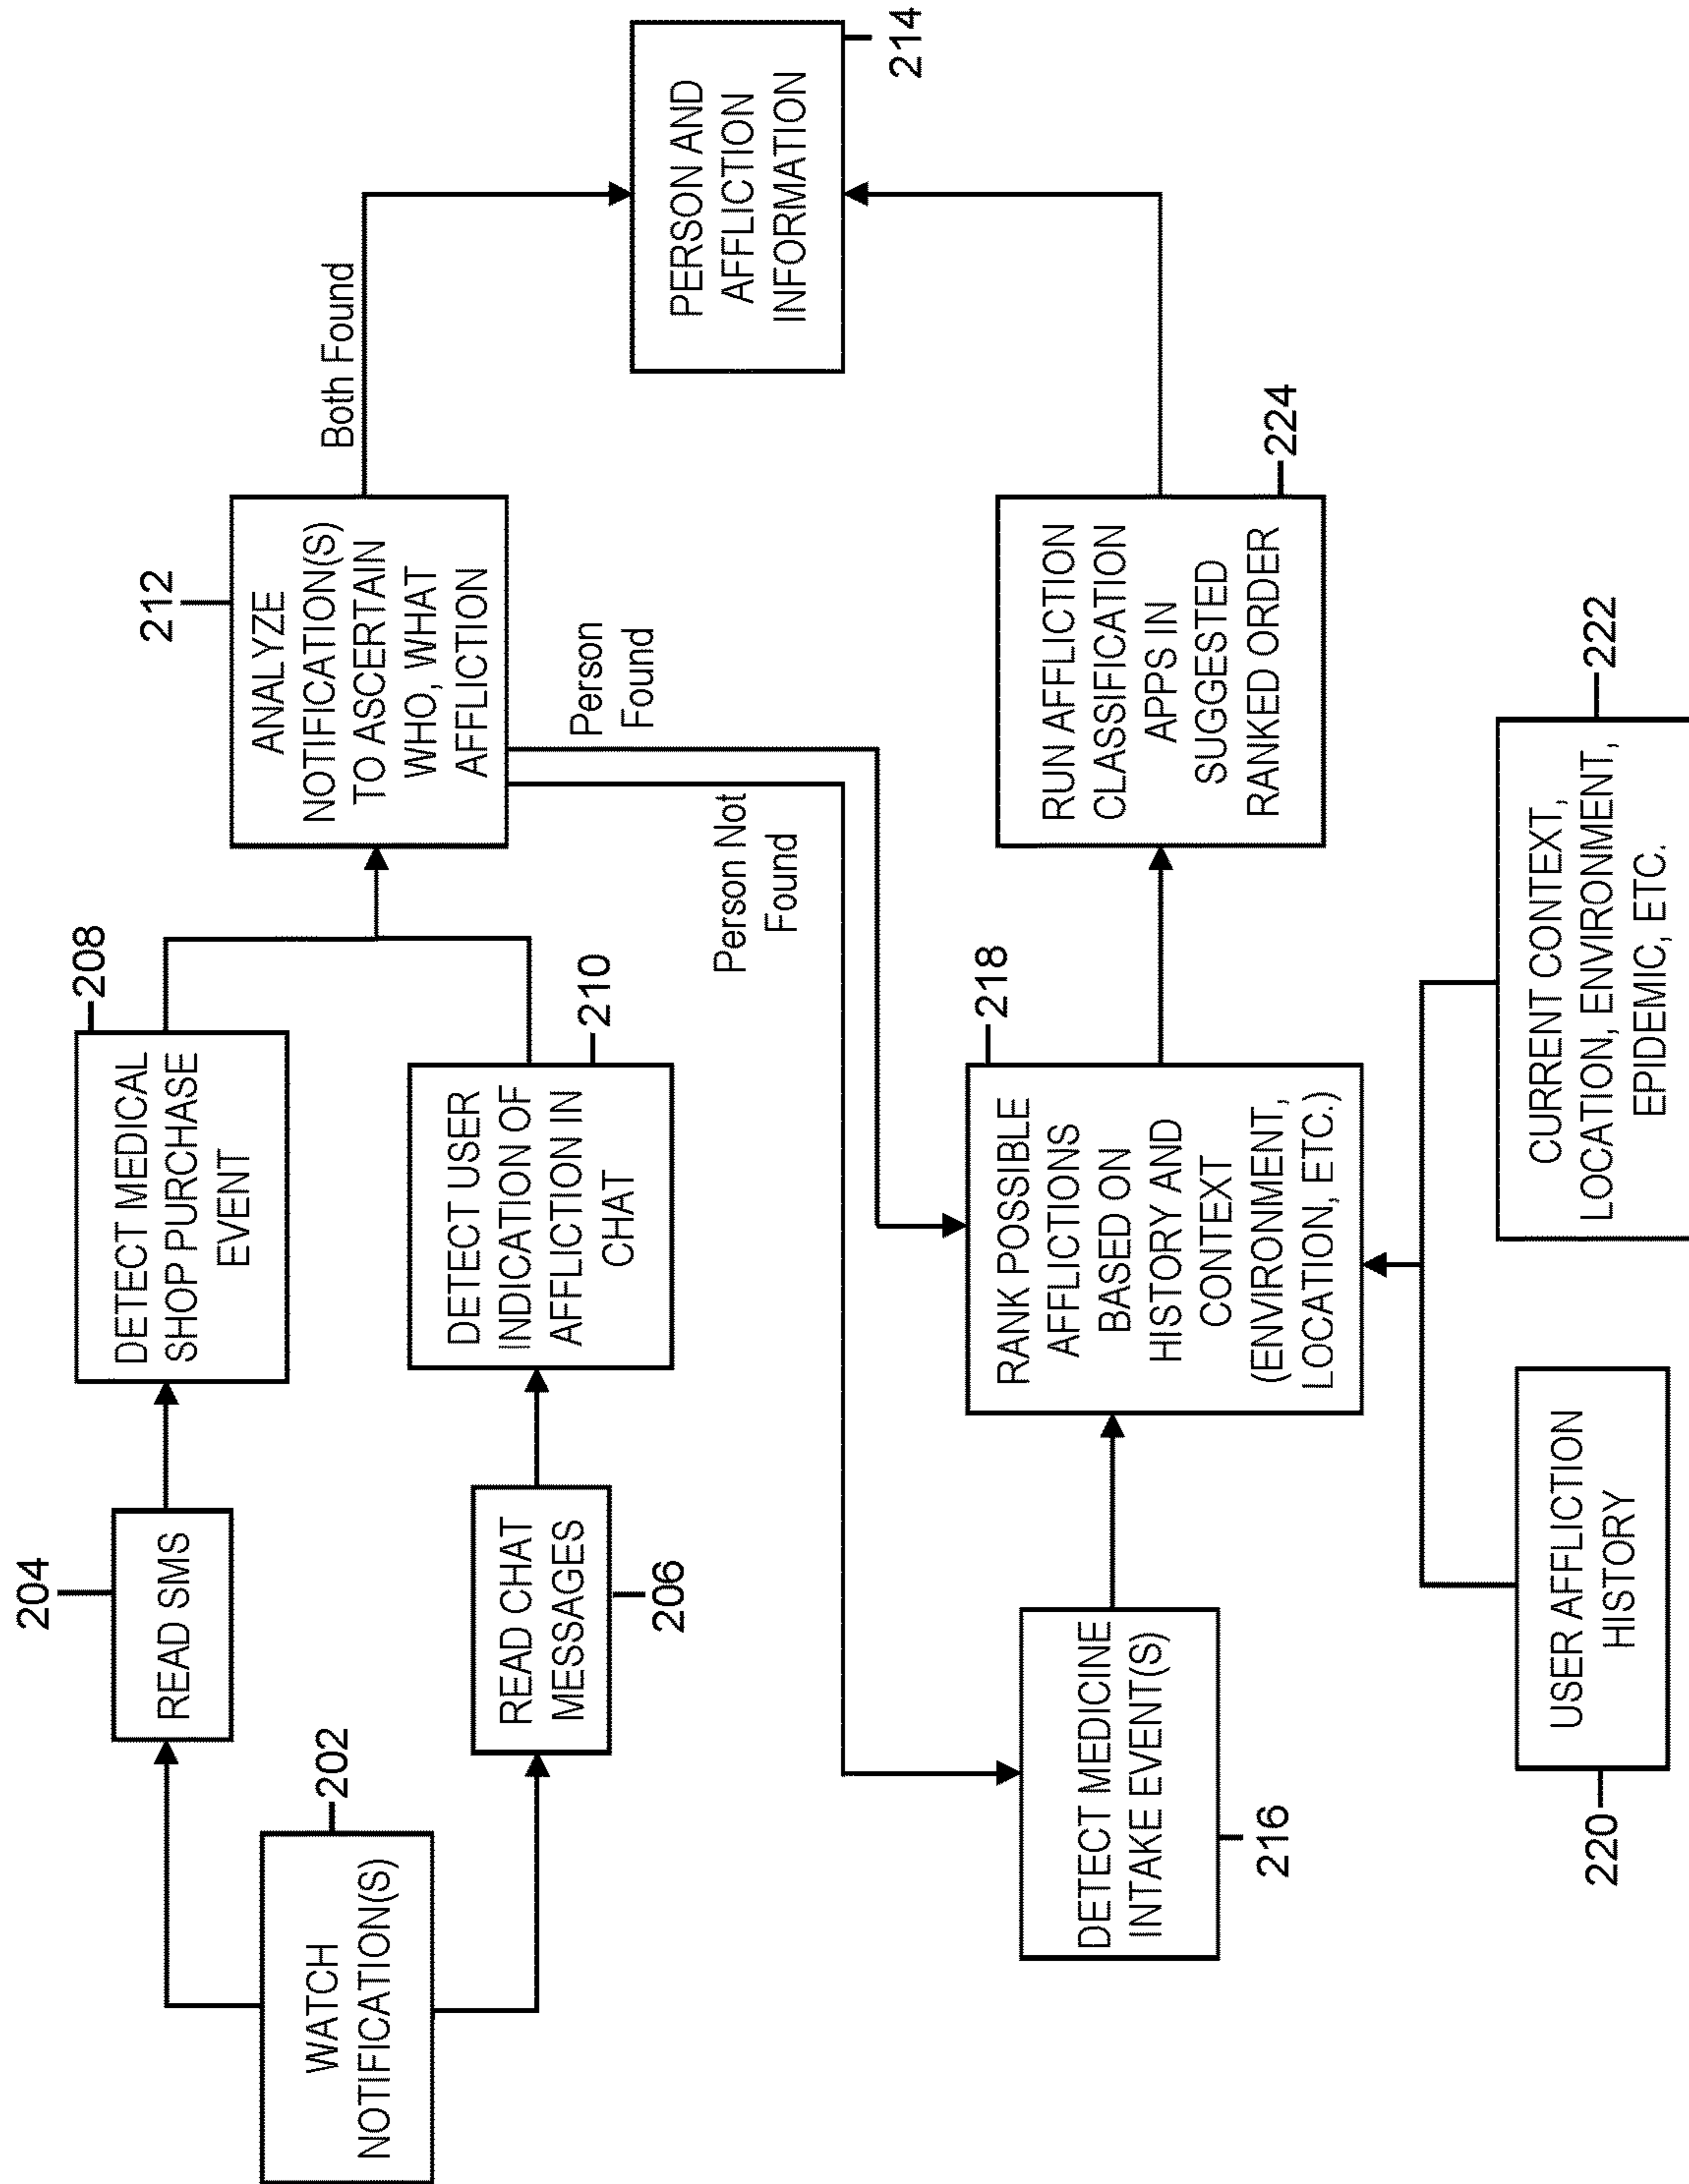 202
WATCH
NOTIFICATION(S)
204
READ SMS
206
READ CHAT
MESSAGES
208
DETECT MEDICAL
SHOP PURCHASE
EVENT
210
DETECT USER
INDICATION OF
AFFLICTION IN
CHAT
212
ANALYZE
NOTIFICATION(S)
TO ASCERTAIN
WHO, WHAT
AFFLICTION
Both Found
Person
Found
Person Not
Found
PERSON AND
AFFLICTION
INFORMATION
214
DETECT MEDICINE
INTAKE EVENT(S)
216
218
RANK POSSIBLE
AFFLICTIONS
BASED ON
HISTORY AND
CONTEXT
(ENVIRONMENT,
LOCATION, ETC.)
224
RUN AFFLICTION
CLASSIFICATION
APPS IN
SUGGESTED
RANKED ORDER
220
USER AFFLICTION
HISTORY
222
CURRENT CONTEXT,
LOCATION, ENVIRONMENT,
EPIDEMIC, ETC.